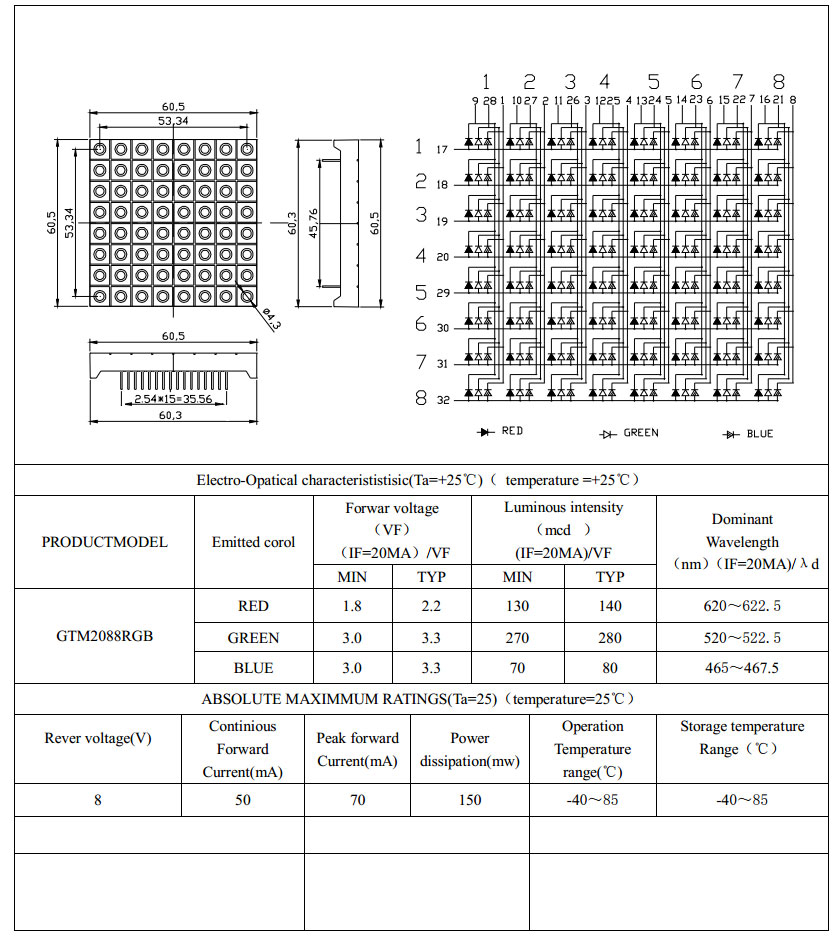 60,5
53,34
60,5
53,34
ø4,3
60,3
45,76
60,5
60,5
2.54*15=35.56
60,3
1 2 3 4 5 6 7 8
9 28 1 10 27 2 11 26 3 12 25 4 13 24 5 14 23 6 15 22 7 16 21 8
1 17
2 18
3 19
4 20
5 29
6 30
7 31
8 32
RED
GREEN
BLUE
Electro-Opatical characterististisic(Ta=+25℃)（ temperature =+25℃）
PRODUCTMODEL
Emitted corol
Forwar voltage
（VF）
（IF=20MA）/VF
Luminous intensity
（mcd ）
(IF=20MA)/VF
Dominant
Wavelength
（nm）（IF=20MA)/ λd
MIN TYP MIN TYP
GTM2088RGB
RED 1.8 2.2 130 140 620～622.5
GREEN 3.0 3.3 270 280 520～522.5
BLUE 3.0 3.3 70 80 465～467.5
ABSOLUTE MAXIMMUM RATINGS(Ta=25)（temperature=25℃）
Rever voltage(V)
Continious
Forward
Current(mA)
Peak forward
Current(mA)
Power
dissipation(mw)
Operation
Temperature
range(℃)
Storage temperature
Range（℃）
8 50 70 150 -40～85 -40～85